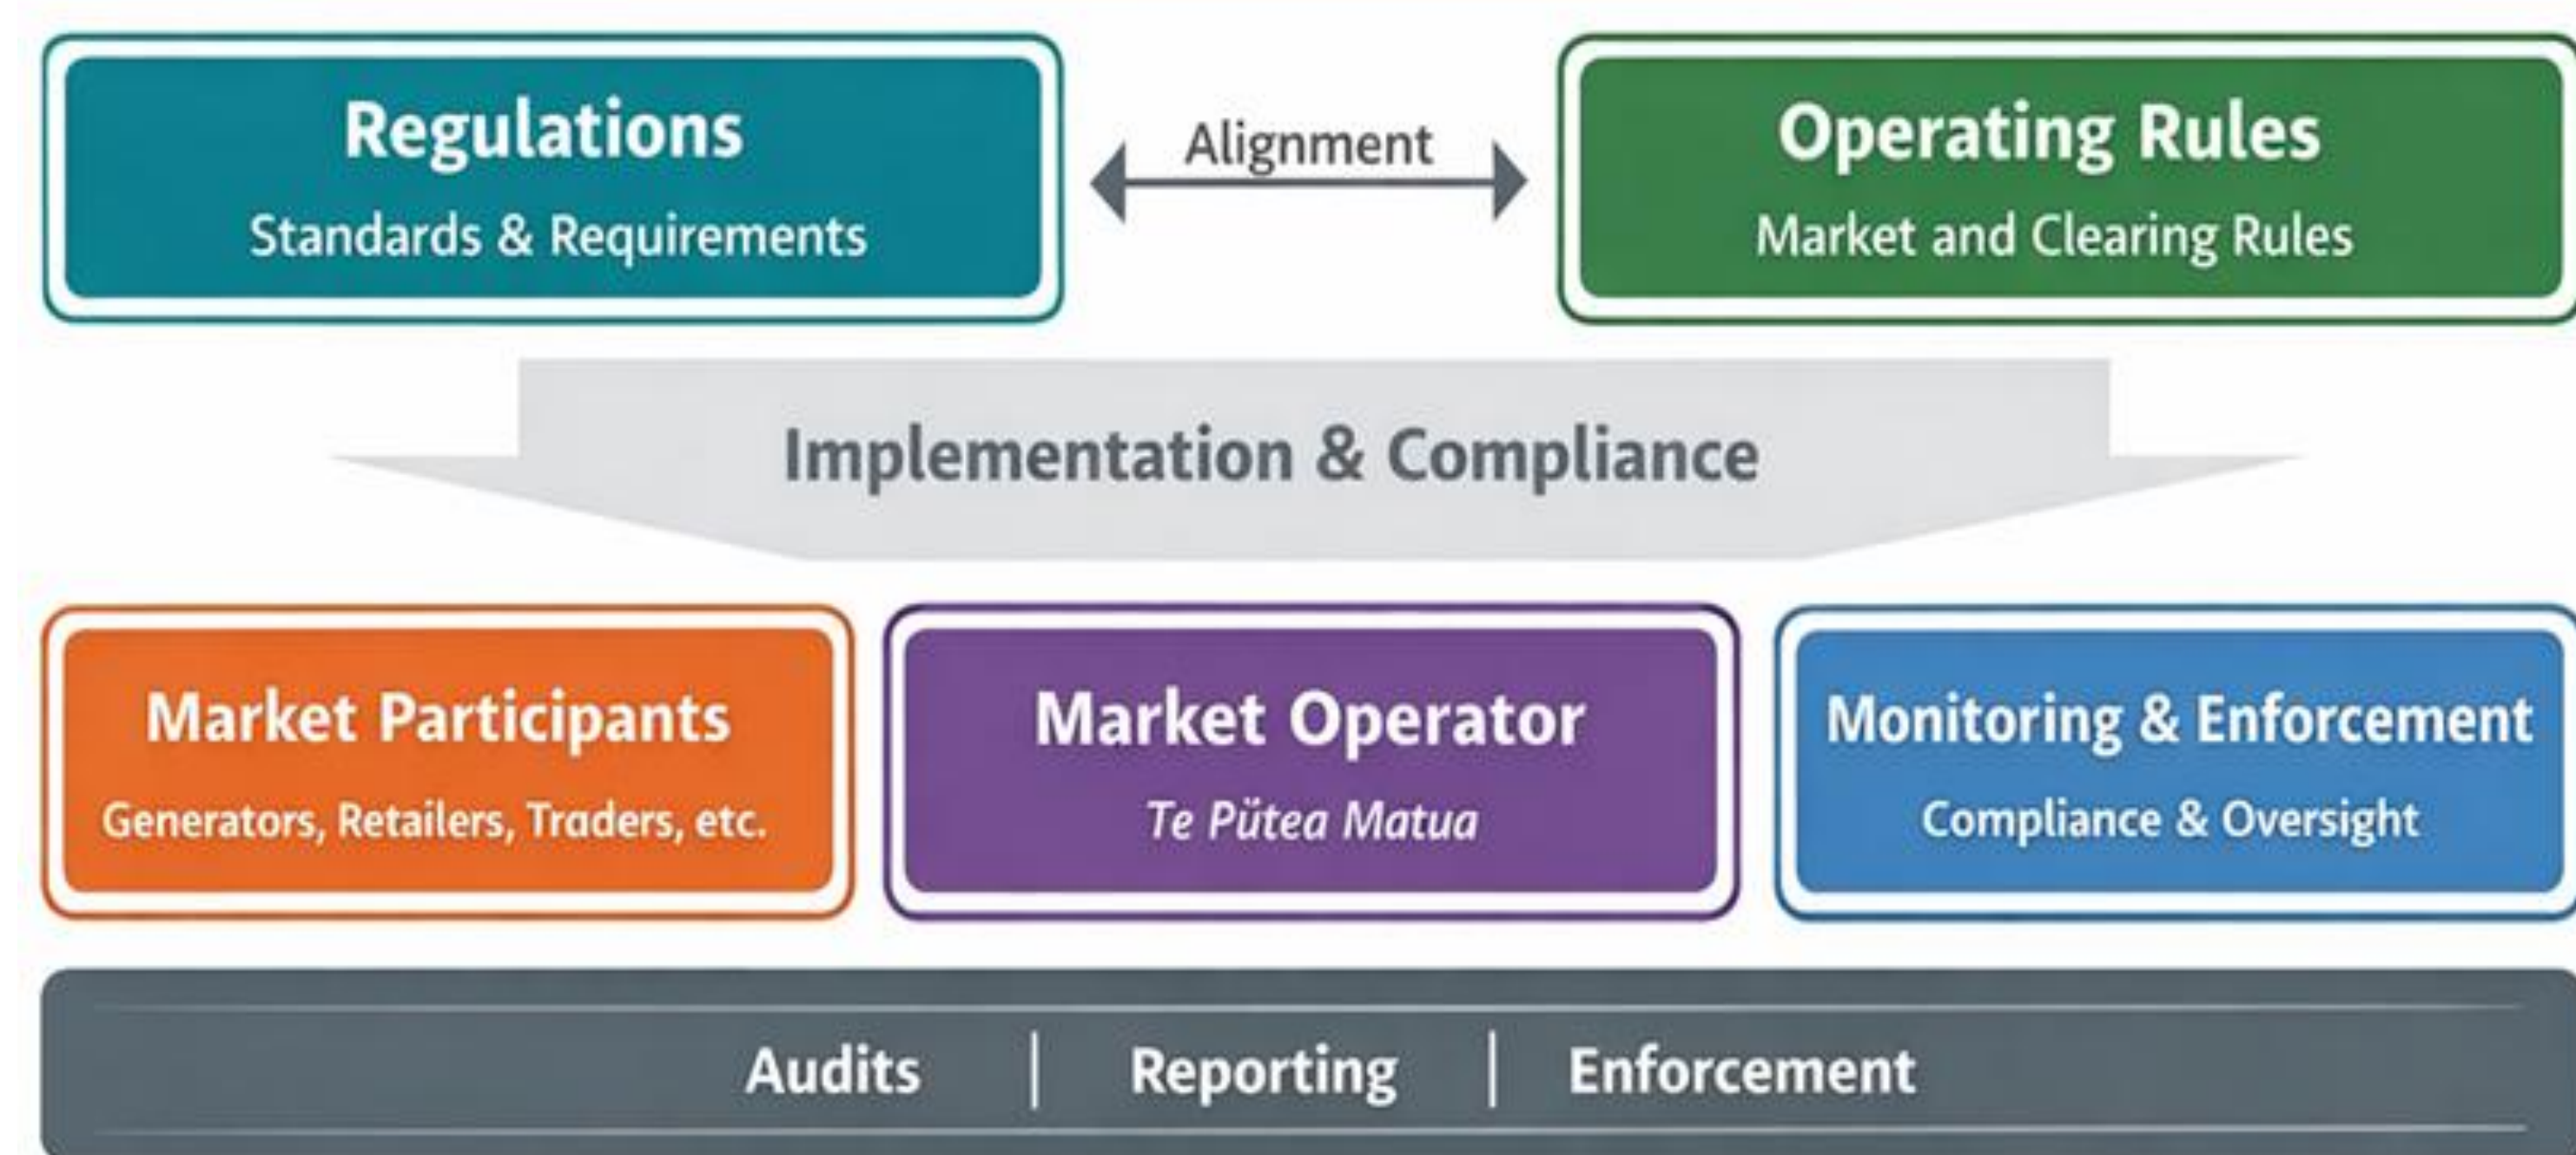 Regulations
Standards & Requirements
Alignment
Operating Rules
Market and Clearing Rules
Implementation & Compliance
Market Participants
Generators, Retailers, Traders, etc.
Market Operator
Te Pűtea Matua
Monitoring & Enforcement
Compliance & Oversight
Audits | Reporting | Enforcement